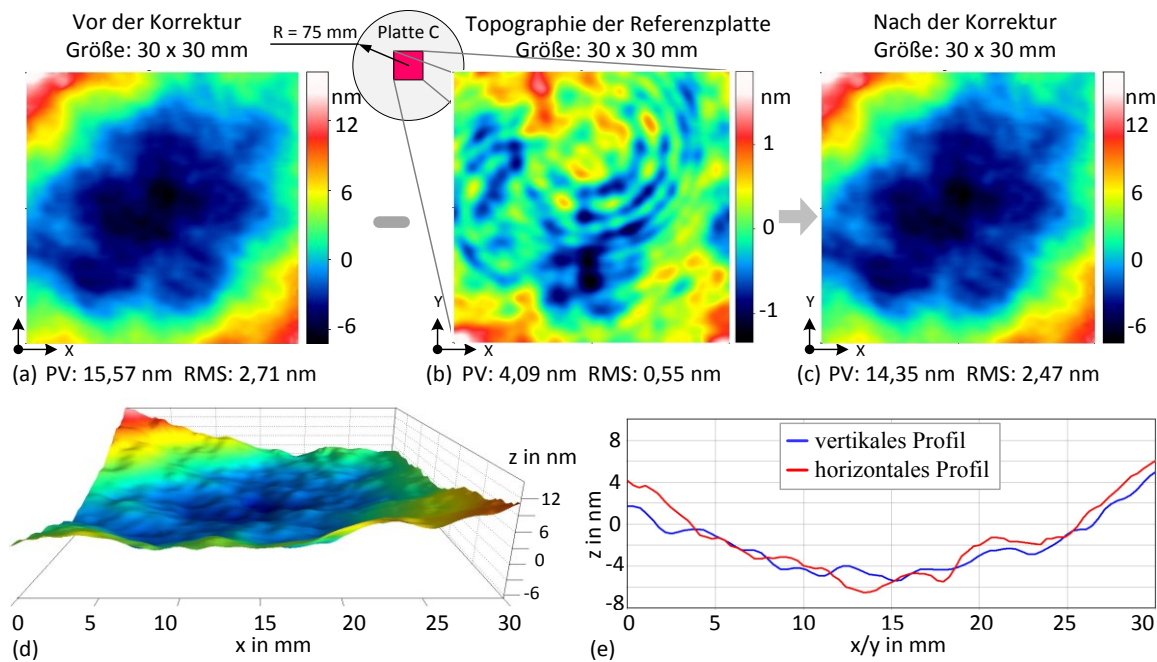 Vor der Korrektur
Größe: 30 x 30 mm
R = 75 mm
Platte C
Topographie der Referenzplatte
Größe: 30 x 30 mm
Nach der Korrektur
Größe: 30 x 30 mm
nm
12
6
0
-6
Y
X
nm
1
0
-1
Y
X
nm
12
6
0
-6
Y
X
(a) PV: 15,57 nm RMS: 2,71 nm
(b) PV: 4,09 nm RMS: 0,55 nm
(c) PV: 14,35 nm RMS: 2,47 nm
z in nm
12
6
0
-6
0 5 10 15 20 25 30
x in mm
(d)
vertikales Profil
horizontales Profil
z in nm
8
4
0
-4
-8
0 5 10 15 20 25 30
x/y in mm
(e)